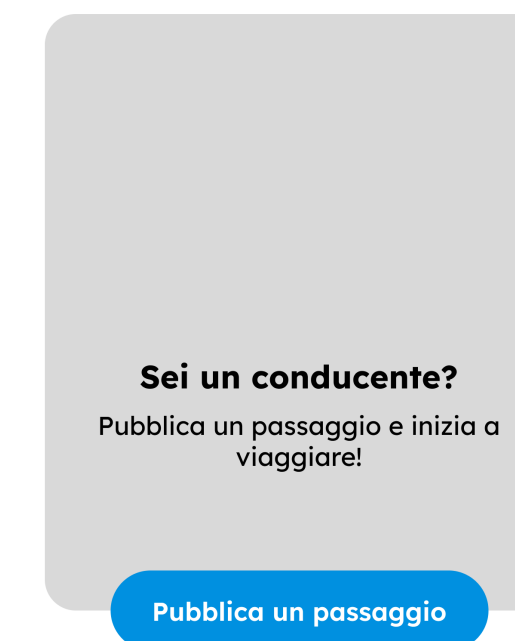 Sei un conducente?
Pubblica un passaggio e inizia a
viaggiare!
Pubblica un passaggio